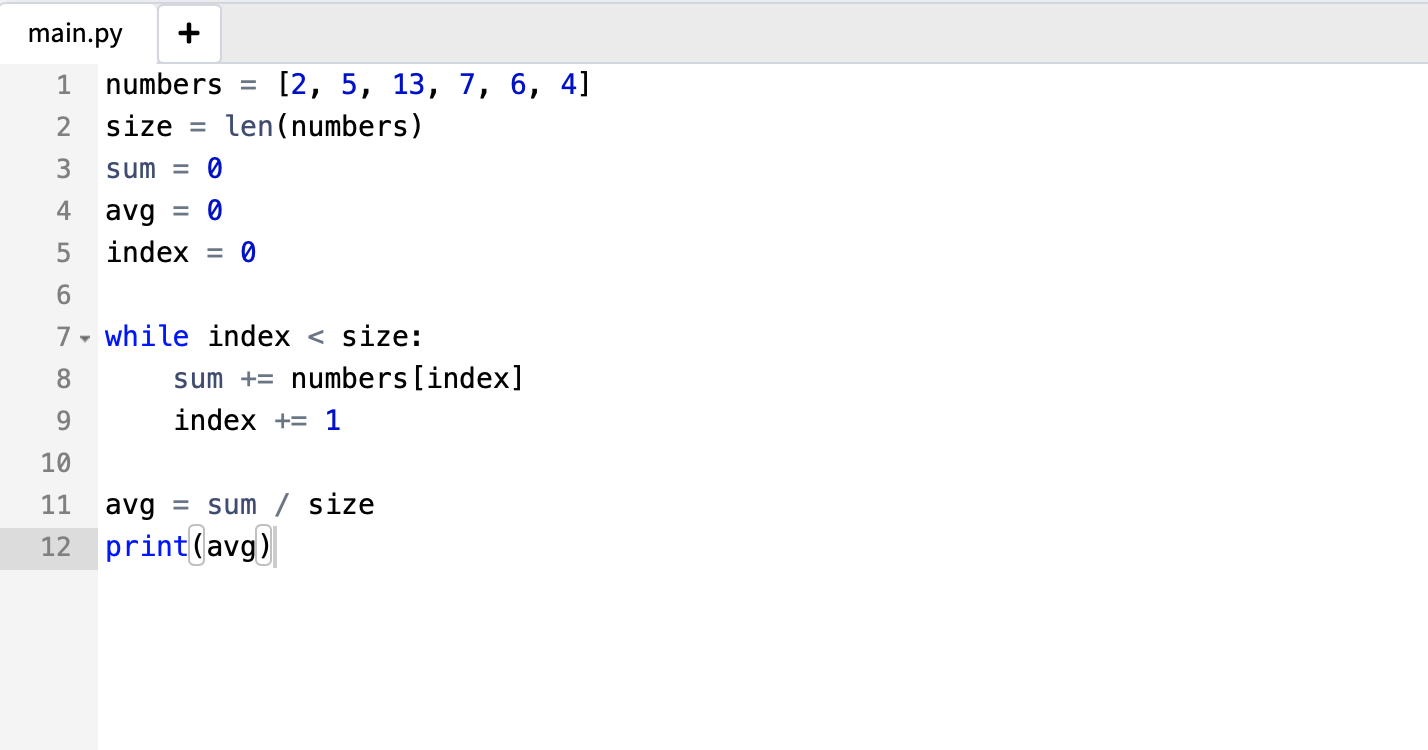 main.py +
1 numbers = [2, 5, 13, 7, 6, 4]
2 size = len(numbers)
3 sum = 0
4 avg = 0
5 index = 0
6
7 while index < size:
8     sum += numbers[index]
9     index += 1
10
11 avg = sum / size
12 print(avg)